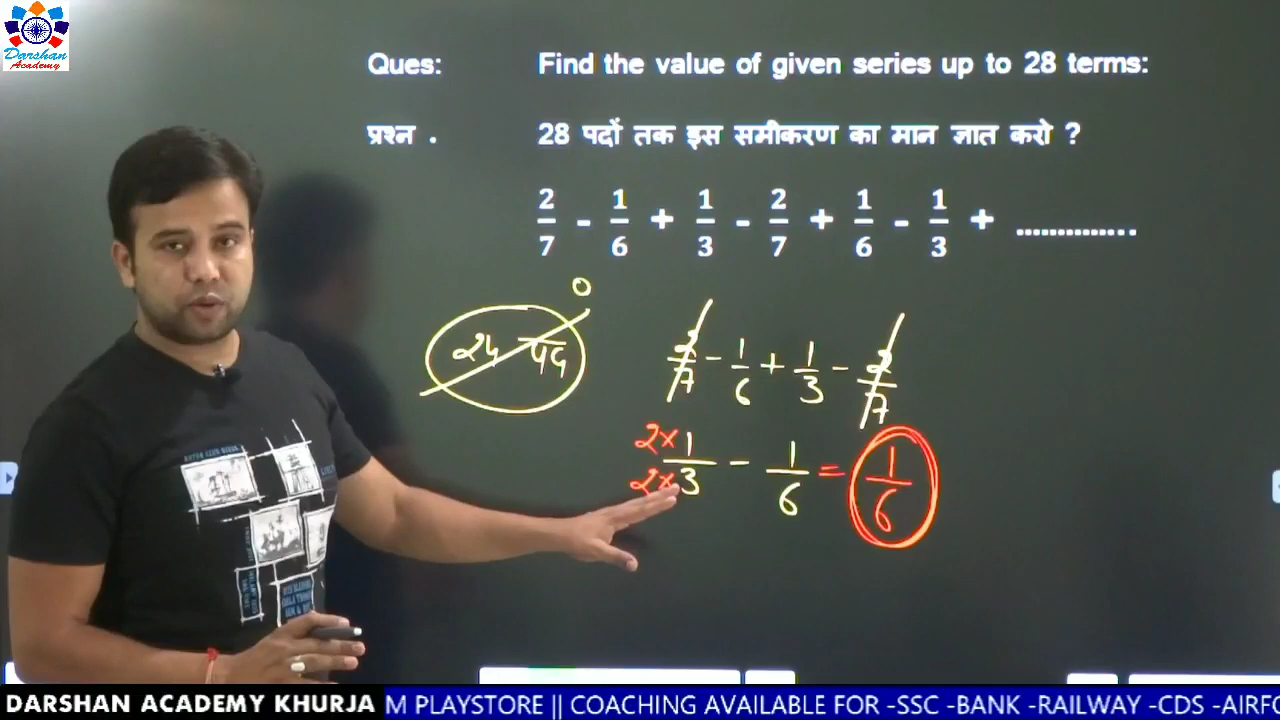 Darshan
Academy
Ques: Find the value of given series up to 28 terms:
प्रश्न . 28 पदों तक इस समीकरण का मान ज्ञात करो ?
2/7 - 1/6 + 1/3 - 2/7 + 1/6 - 1/3 + ..............
0
24 पद
2/7 - 1/6 + 1/3 - 2/7
2×1/2×3 - 1/6 = 1/6
DARSHAN ACADEMY KHURJA M PLAYSTORE || COACHING AVAILABLE FOR -SSC -BANK -RAILWAY -CDS -AIRFO